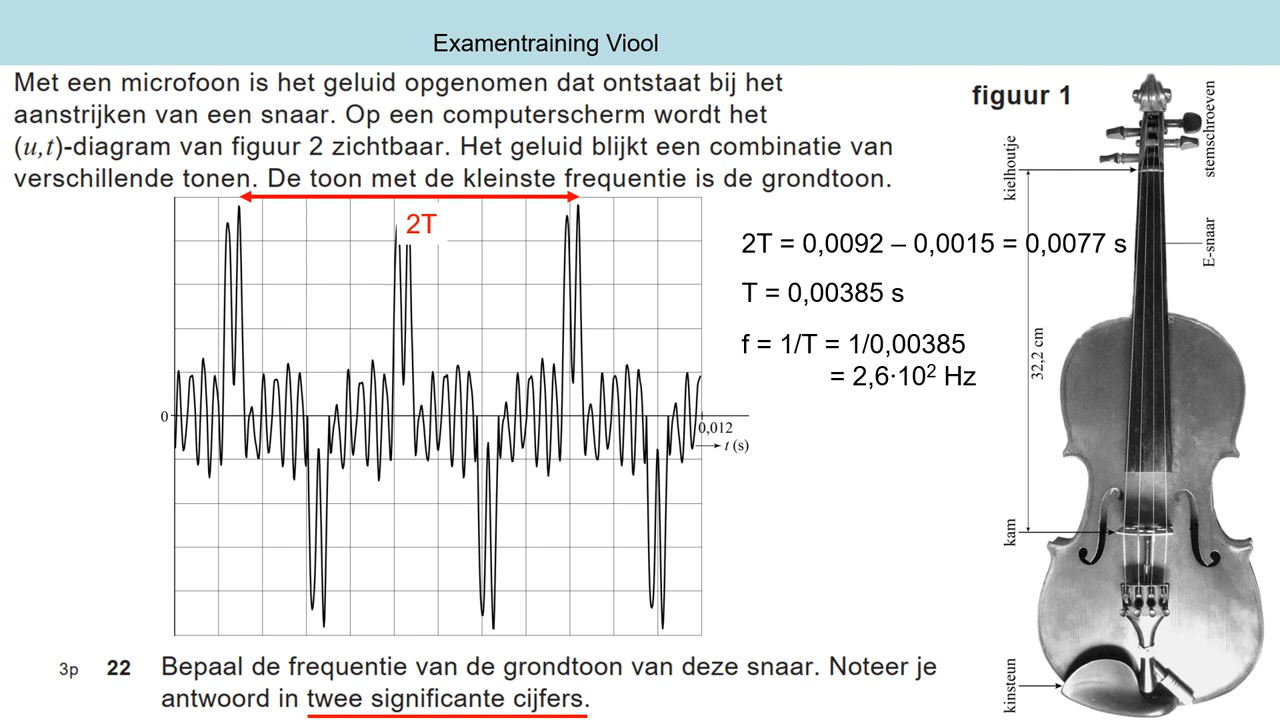 Examentraining Viool
Met een microfoon is het geluid opgenomen dat ontstaat bij het
aanstrijken van een snaar. Op een computerscherm wordt het
(u,t)-diagram van figuur 2 zichtbaar. Het geluid blijkt een combinatie van
verschillende tonen. De toon met de kleinste frequentie is de grondtoon.
2T
0
0,012
t (s)
2T = 0,0092 – 0,0015 = 0,0077 s
T = 0,00385 s
f = 1/T = 1/0,00385
= 2,6·10² Hz
figuur 1
kielhoutje
stemschroeven
E-snaar
32,2 cm
kam
kinsteun
3p 22 Bepaal de frequentie van de grondtoon van deze snaar. Noteer je
antwoord in twee significante cijfers.